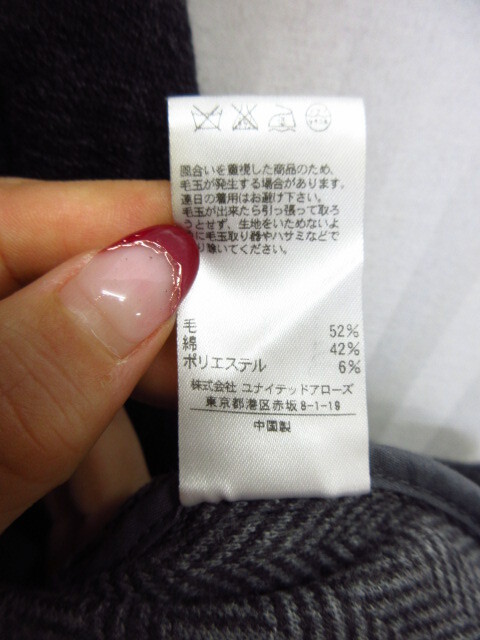 風合いを重視した商品のため、
毛玉が発生する場合があります。
連日の着用はお避け下さい。
毛玉が出来たら引っ張って取ろ
うとせず、生地をいためないよ
に毛玉取り器やハサミなどで
り除いてください。
毛 52%
綿 42%
ポリエステル 6%
株式会社 ユナイテッドアローズ
東京都港区赤坂8-1-19
中国製